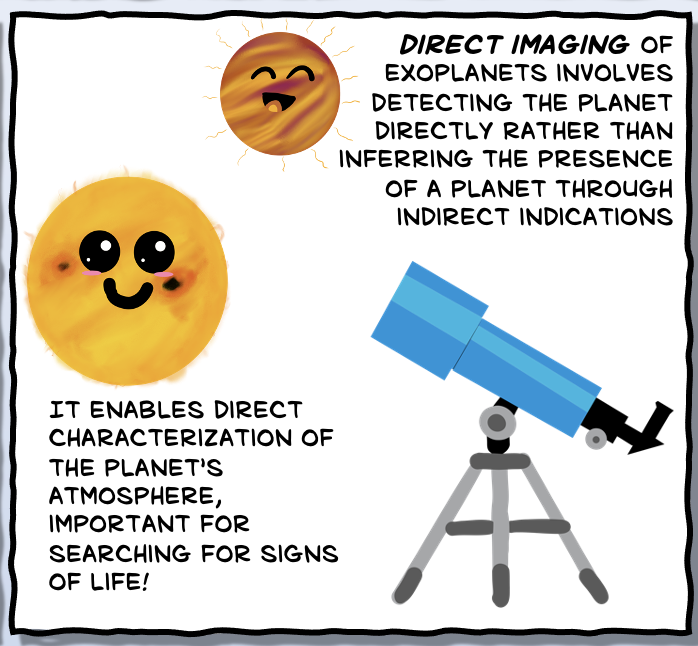 DIRECT IMAGING OF
EXOPLANETS INVOLVES
DETECTING THE PLANET
DIRECTLY RATHER THAN
INFERRING THE PRESENCE
OF A PLANET THROUGH
INDIRECT INDICATIONS
IT ENABLES DIRECT
CHARACTERIZATION OF
THE PLANET'S
ATMOSPHERE,
IMPORTANT FOR
SEARCHING FOR SIGNS
OF LIFE!